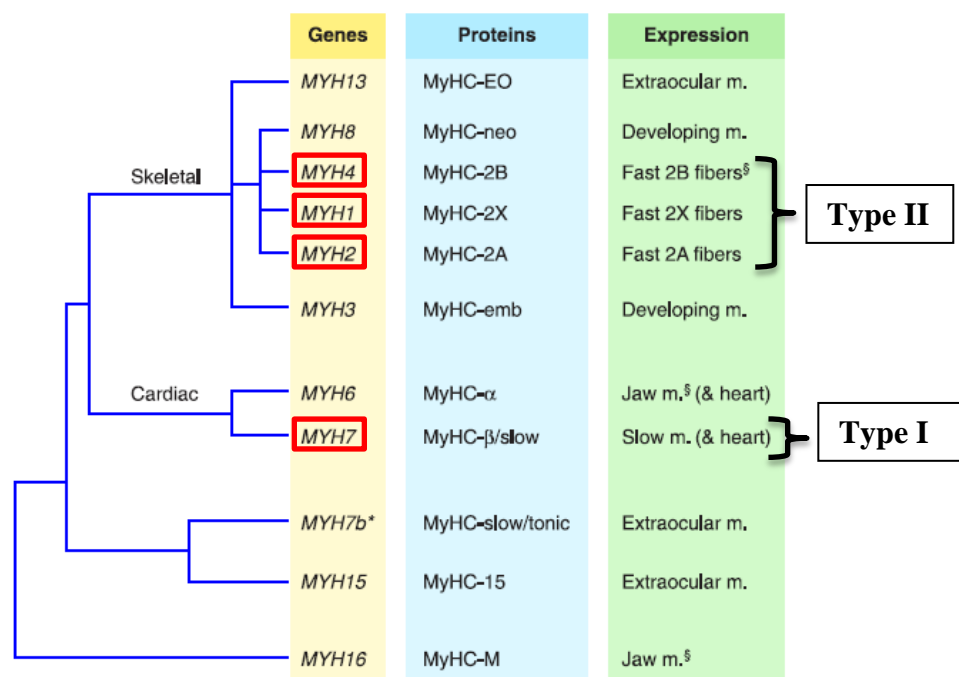 Genes Proteins Expression
MYH13 MyHC-EO Extraocular m.
MYH8 MyHC-neo Developing m.
Skeletal MYH4 MyHC-2B Fast 2B fibers§
MYH1 MyHC-2X Fast 2X fibers Type II
MYH2 MyHC-2A Fast 2A fibers
MYH3 MyHC-emb Developing m.
Cardiac MYH6 MyHC-α Jaw m.§ (& heart)
MYH7 MyHC-β/slow Slow m. (& heart) Type I
MYH7b* MyHC-slow/tonic Extraocular m.
MYH15 MyHC-15 Extraocular m.
MYH16 MyHC-M Jaw m.§